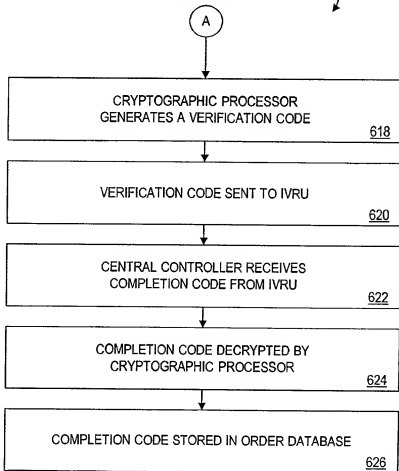 A
CRYPTOGRAPHIC PROCESSOR
GENERATES A VERIFICATION CODE
618
VERIFICATION CODE SENT TO IVRU
620
CENTRAL CONTROLLER RECEIVES
COMPLETION CODE FROM IVRU
622
COMPLETION CODE DECRYPTED BY
CRYPTOGRAPHIC PROCESSOR
624
COMPLETION CODE STORED IN ORDER DATABASE
626